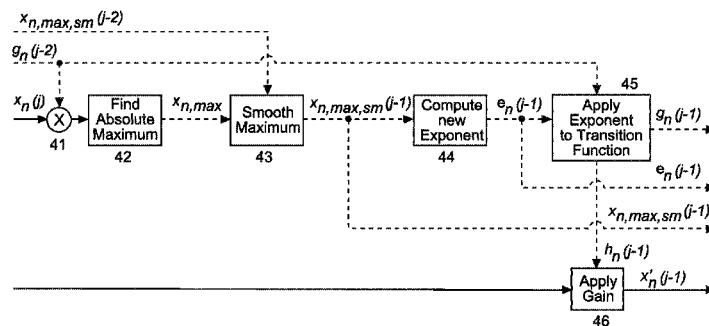 x_{n,max,sm}(j-2)
g_n(j-2)
x_n(j)
X
41
Find
Absolute
Maximum
42
x_{n,max}
Smooth
Maximum
43
x_{n,max,sm}(j-1)
Compute
new
Exponent
44
e_n(j-1)
45
Apply
Exponent
to Transition
Function
g_n(j-1)
e_n(j-1)
x_{n,max,sm}(j-1)
h_n(j-1)
Apply
Gain
46
x'_n(j-1)